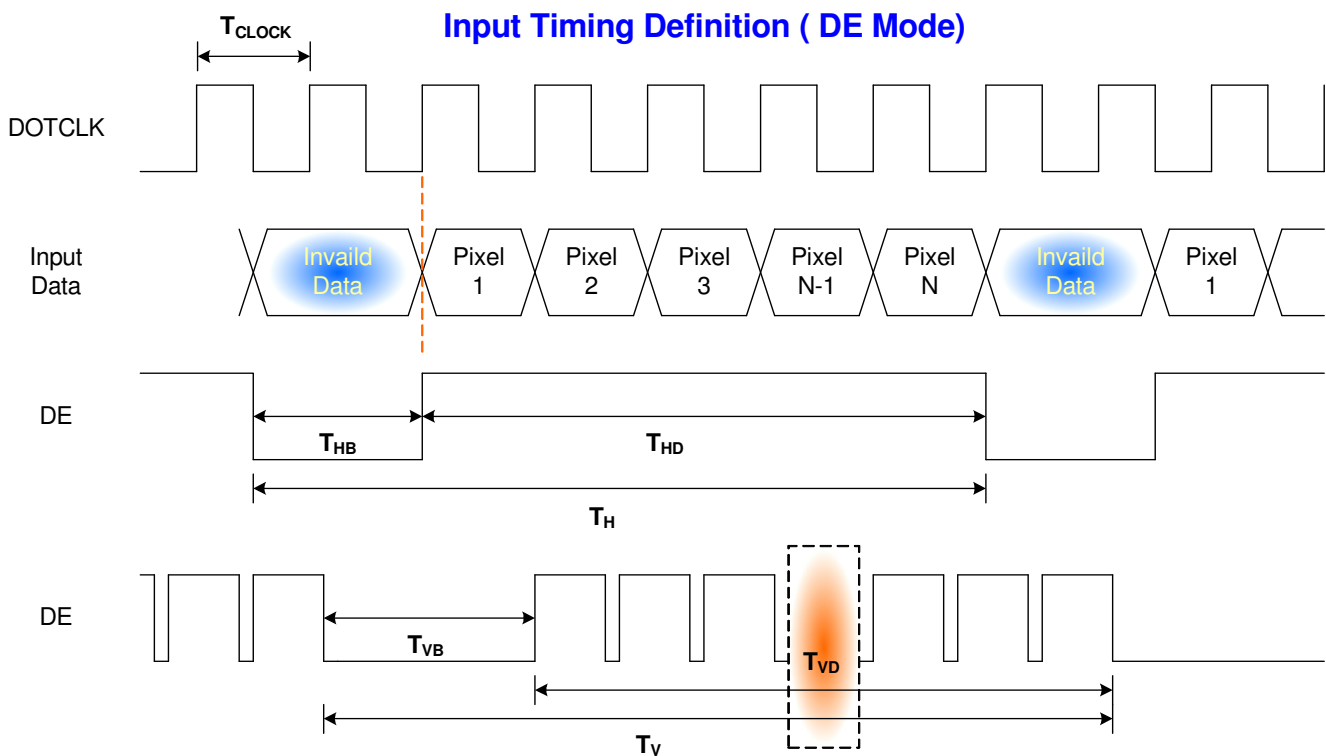 Input Timing Definition ( DE Mode)
TCLOCK
DOTCLK
Input
Data
Invaild
Data
Pixel
1
Pixel
2
Pixel
3
Pixel
N-1
Pixel
N
Invaild
Data
Pixel
1
DE
THB
THD
TH
DE
TVB
TVD
TV